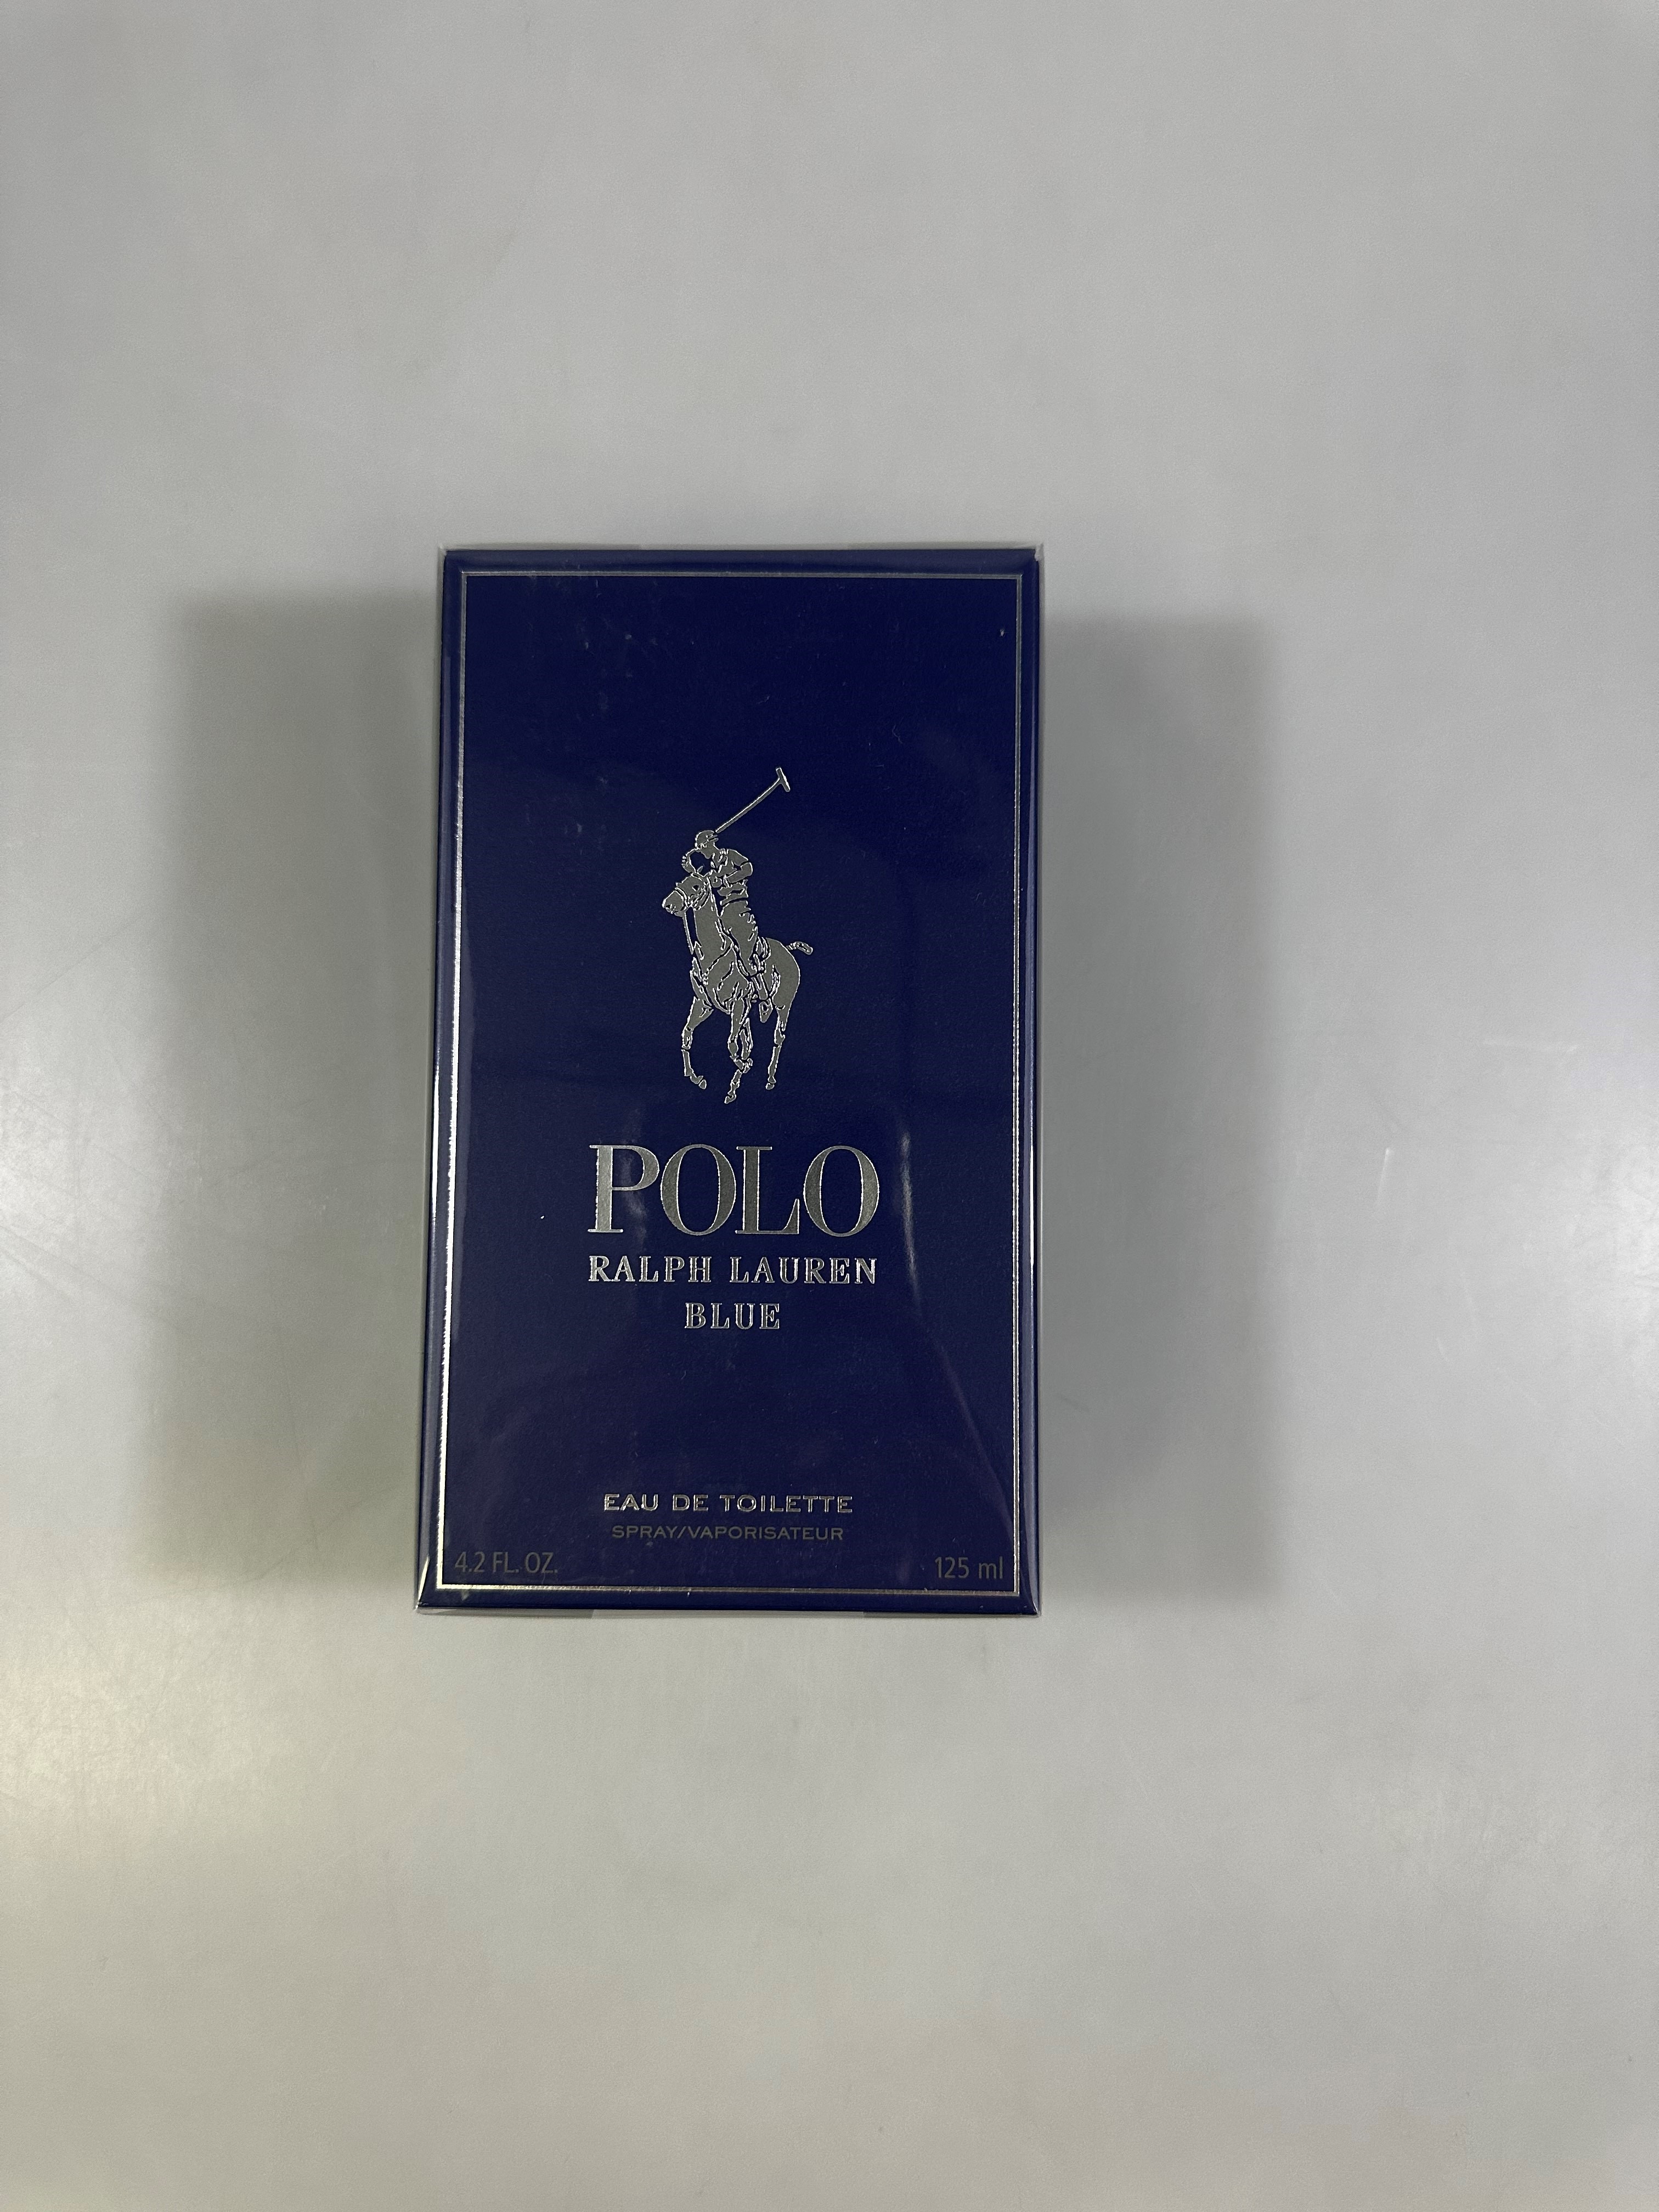 POLO
RALPH LAUREN
BLUE
EAU DE TOILETTE
SPRAY/VAPORISATEUR
4.2 FL. OZ. 125 ml